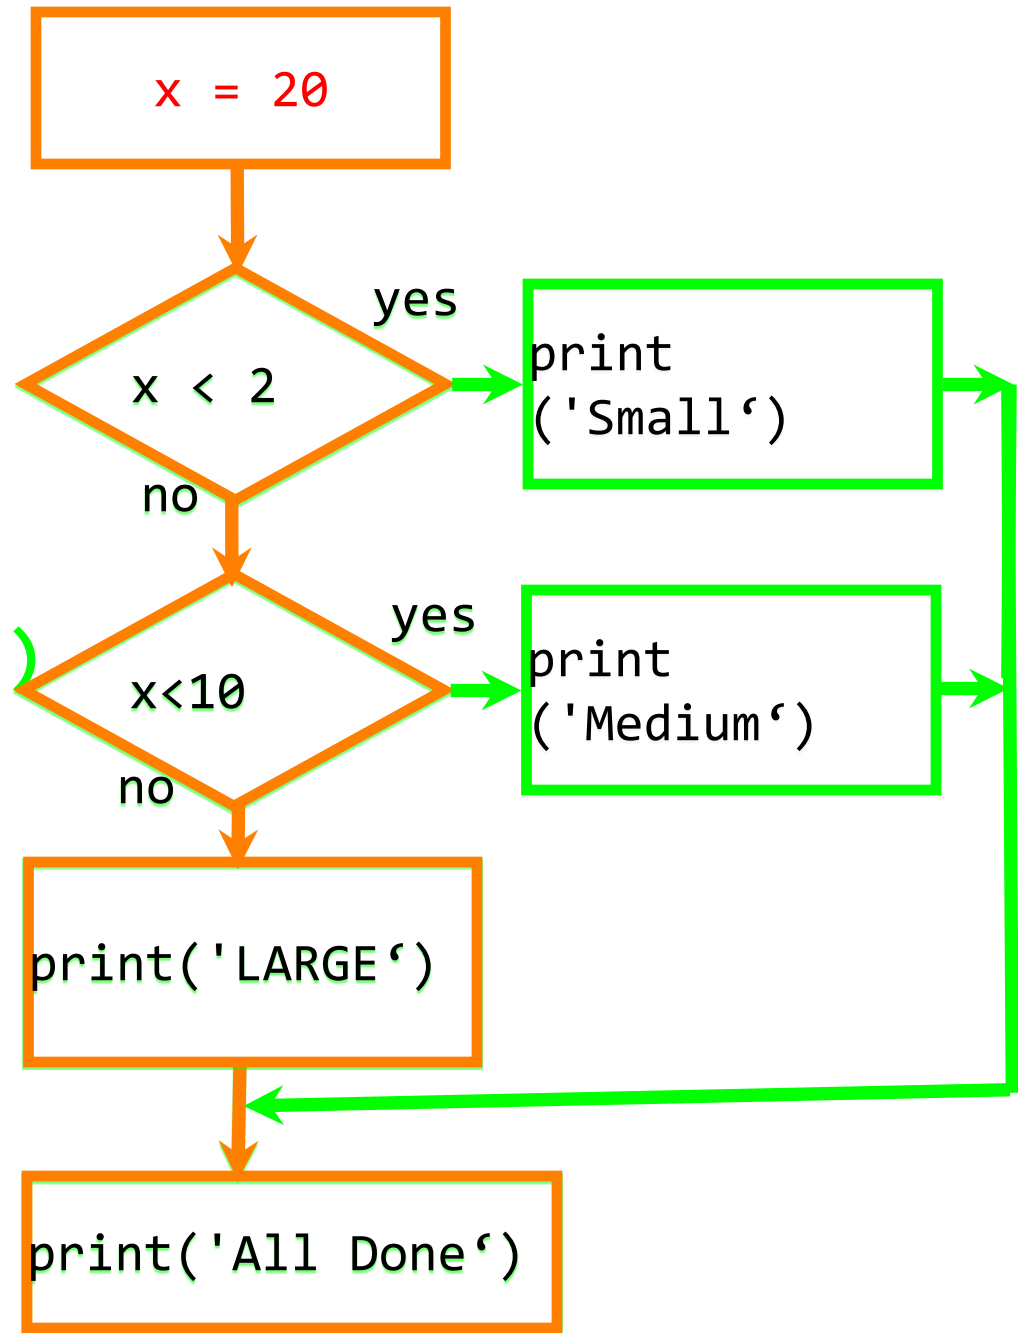 x = 20
yes
x < 2
print
('Small‘)
no
yes
x<10
print
('Medium‘)
no
print('LARGE‘)
print('All Done‘)